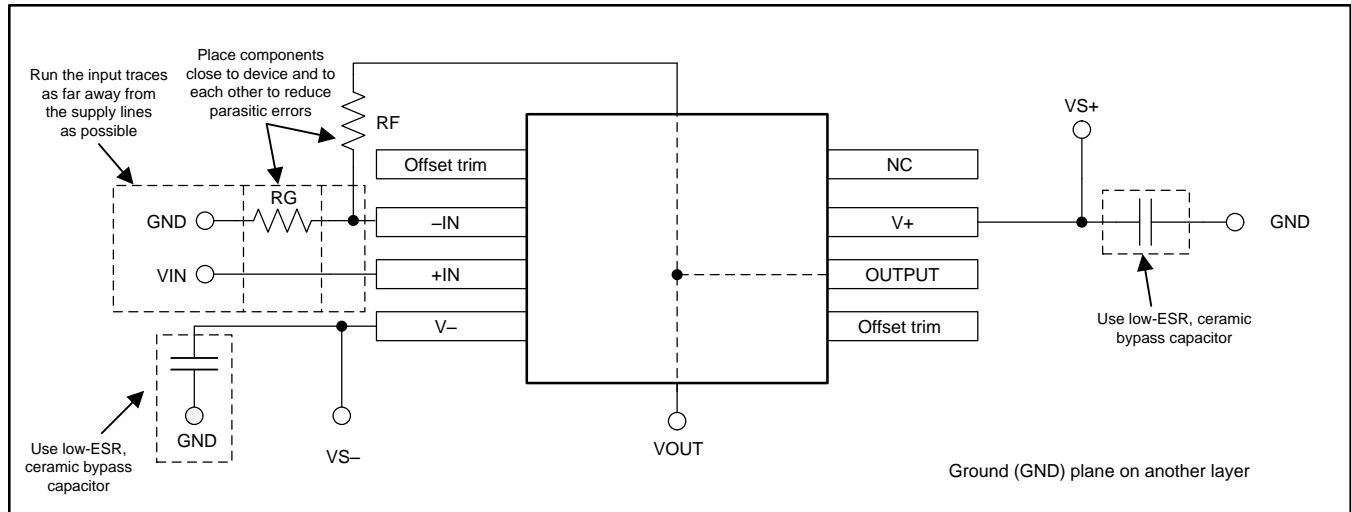 Run the input traces
as far away from
the supply lines
as possible
Place components
close to device and to
each other to reduce
parasitic errors
RF
VS+
Offset trim
NC
RG
GND
–IN
V+
GND
VIN
+IN
OUTPUT
V–
Offset trim
Use low-ESR, ceramic
bypass capacitor
GND
Use low-ESR,
ceramic bypass
capacitor
VS–
VOUT
Ground (GND) plane on another layer